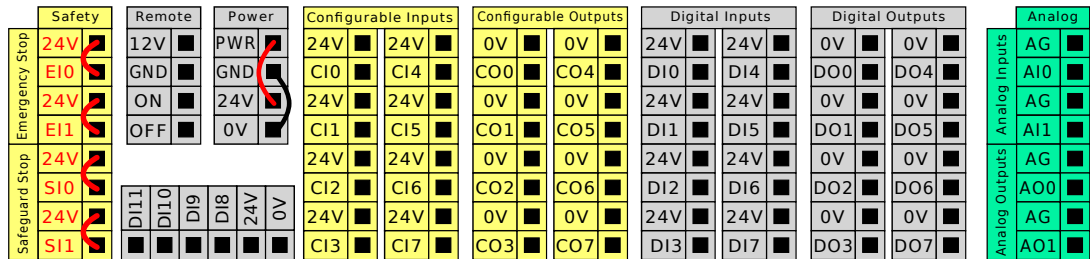 Safety Remote Power Configurable Inputs Configurable Outputs Digital Inputs Digital Outputs Analog
Emergency Stop
Safeguard Stop
Analog Inputs
Analog Outputs
24V 12V PWR 24V 24V 0V 0V 24V 24V 0V 0V AG
EI0 GND GND CI0 CI4 CO0 CO4 DI0 DI4 DO0 DO4 AI0
24V ON 24V 24V 24V 0V 0V 24V 24V 0V 0V AG
EI1 OFF 0V CI1 CI5 CO1 CO5 DI1 DI5 DO1 DO5 AI1
24V 24V 24V 0V 0V 24V 24V 0V 0V AG
SI0 CI2 CI6 CO2 CO6 DI2 DI6 DO2 DO6 AO0
24V 24V 24V 0V 0V 24V 24V 0V 0V AG
SI1 CI3 CI7 CO3 CO7 DI3 DI7 DO3 DO7 AO1
DI11
DI10
DI9
DI8
24V
0V